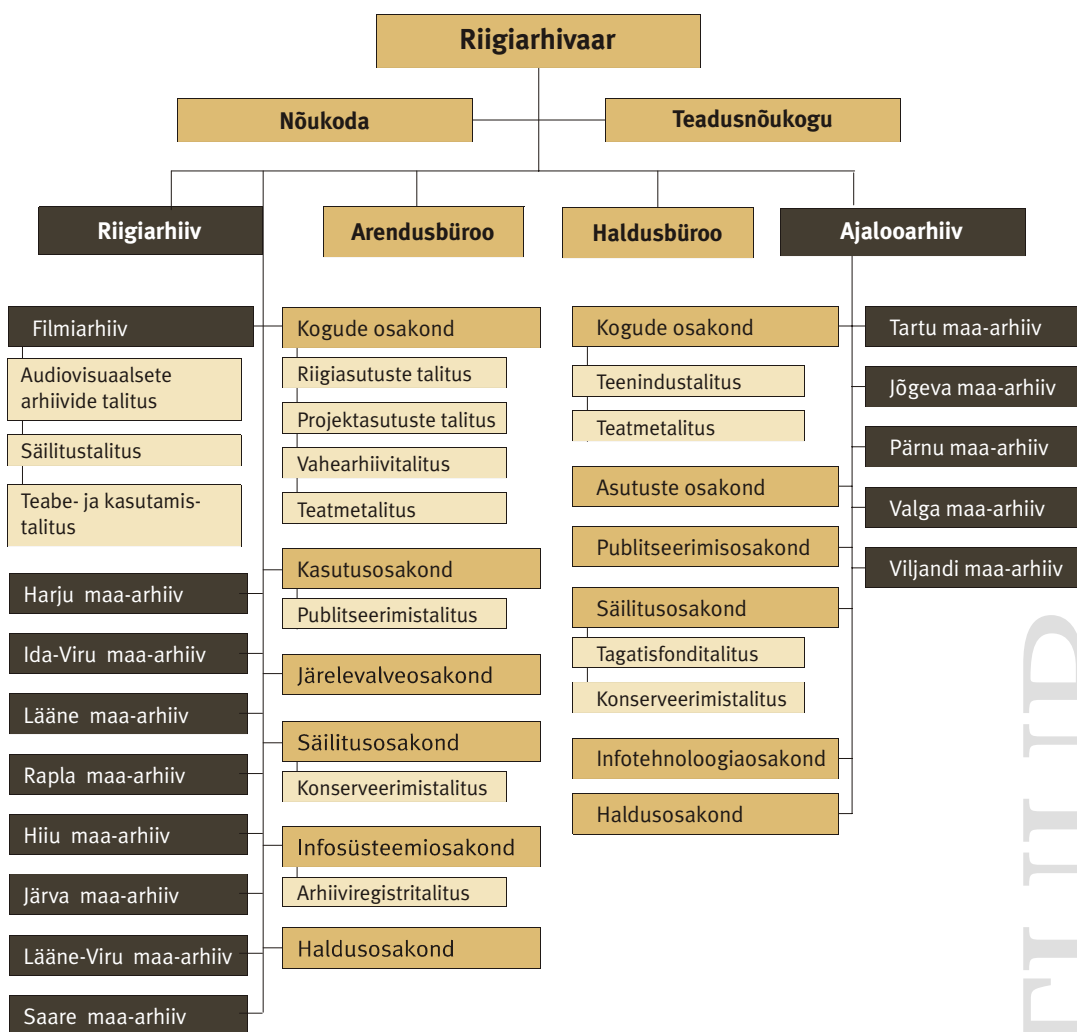 Riigiarhivaar
Nõukoda
Teadusnõukogu
Riigiarhiiv
Arendusbüroo
Haldusbüroo
Ajalooarhiiv
Filmiarhiiv
Audiovisuaalsete
arhiivide talitus
Säilitustalitus
Teabe- ja kasutamis-
talitus
Harju maa-arhiiv
Ida-Viru maa-arhiiv
Lääne maa-arhiiv
Rapla maa-arhiiv
Hiiu maa-arhiiv
Järva maa-arhiiv
Lääne-Viru maa-arhiiv
Saare maa-arhiiv
Kogude osakond
Riigiasutuste talitus
Projektasutuste talitus
Vahearhiivitalitus
Teatmetalitus
Kasutusosakond
Publitseerimistalitus
Järelevalveosakond
Säilitusosakond
Konserveerimistalitus
Infosüsteemiosakond
Arhiiviregistritalitus
Haldusosakond
Kogude osakond
Teenindustalitus
Teatmetalitus
Asutuste osakond
Publitseerimisosakond
Säilitusosakond
Tagatisfonditalitus
Konserveerimistalitus
Infotehnoloogiaosakond
Haldusosakond
Tartu maa-arhiiv
Jõgeva maa-arhiiv
Pärnu maa-arhiiv
Valga maa-arhiiv
Viljandi maa-arhiiv